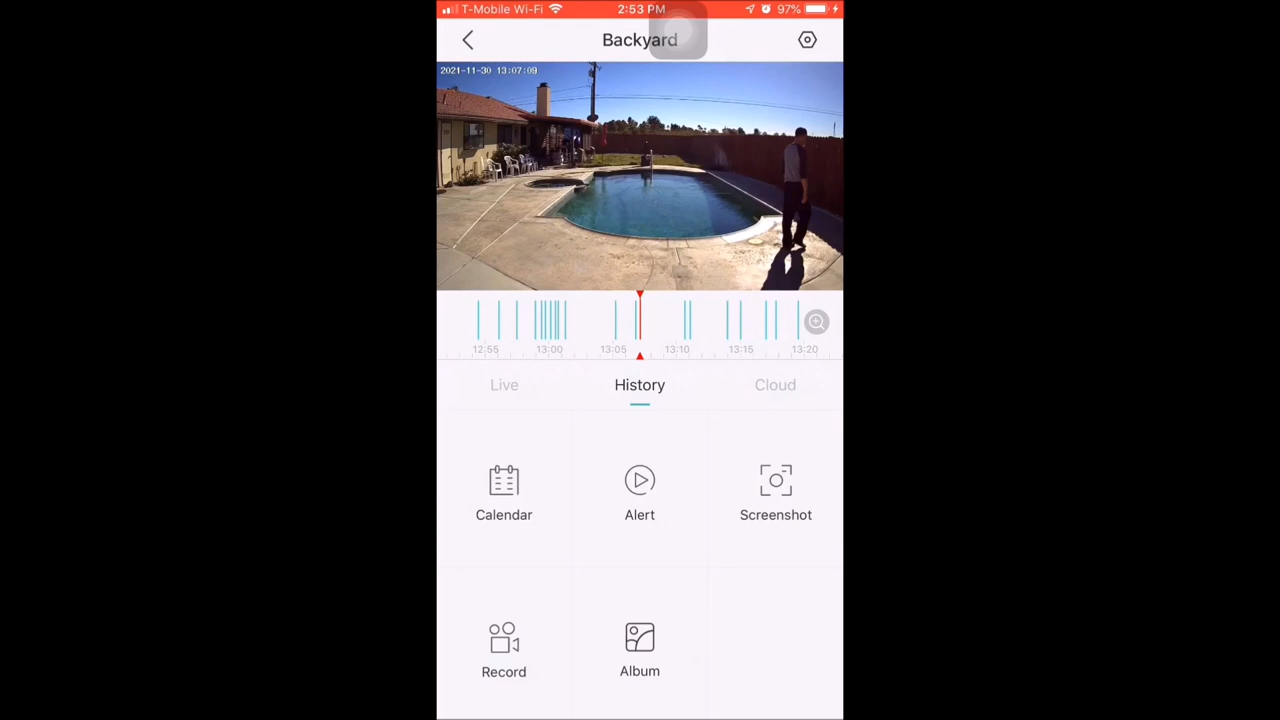 T-Mobile Wi-Fi 2:53 PM 97%
Backyard
2021-11-30 13:07:09
12:55 13:00 13:05 13:10 13:15 13:20
Live History Cloud
Calendar Alert Screenshot
Record Album